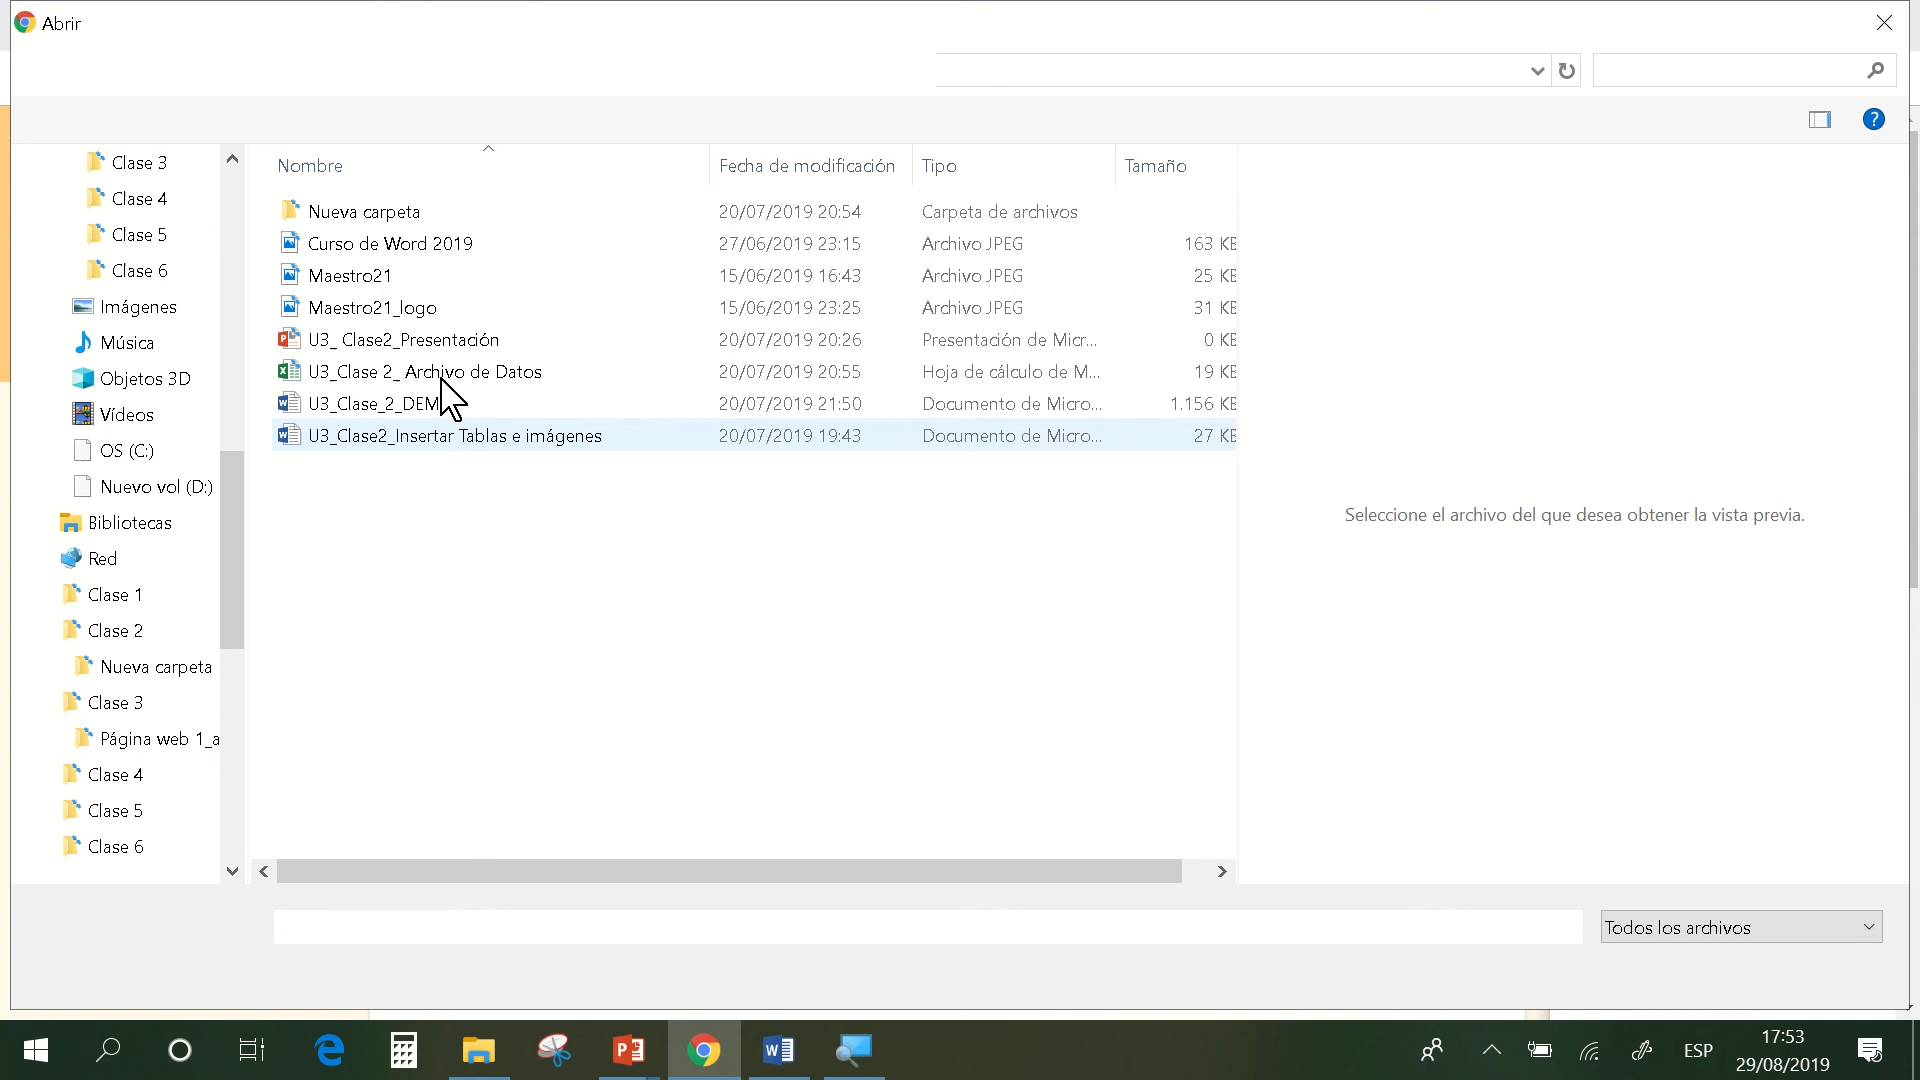 Abrir
Nombre Fecha de modificación Tipo Tamaño
Nueva carpeta 20/07/2019 20:54 Carpeta de archivos
Curso de Word 2019 27/06/2019 23:15 Archivo JPEG 163 KB
Maestro21 15/06/2019 16:43 Archivo JPEG 25 KB
Maestro21_logo 15/06/2019 23:25 Archivo JPEG 31 KB
U3_ Clase2_Presentación 20/07/2019 20:26 Presentación de Micr... 0 KB
U3_Clase 2_ Archivo de Datos 20/07/2019 20:55 Hoja de cálculo de M... 19 KB
U3_Clase_2_DEM 20/07/2019 21:50 Documento de Micro... 1.156 KB
U3_Clase2_Insertar Tablas e imágenes 20/07/2019 19:43 Documento de Micro... 27 KB
Clase 3
Clase 4
Clase 5
Clase 6
Imágenes
Música
Objetos 3D
Vídeos
OS (C:)
Nuevo vol (D:)
Bibliotecas
Red
Clase 1
Clase 2
Nueva carpeta
Clase 3
Página web 1_a
Clase 4
Clase 5
Clase 6
Seleccione el archivo del que desea obtener la vista previa.
Todos los archivos
ESP
17:53
29/08/2019